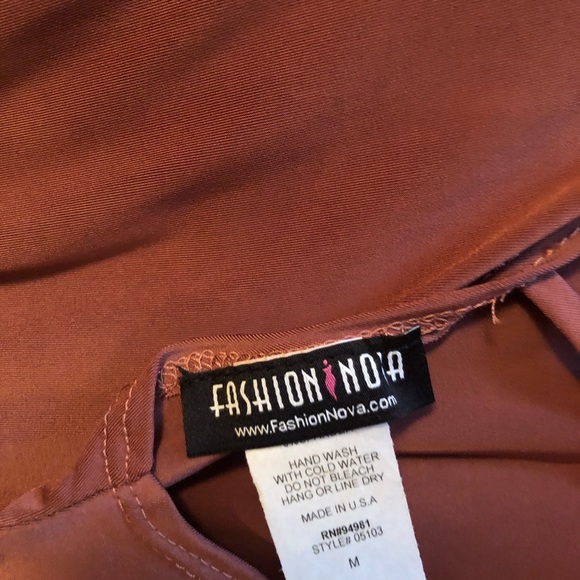 FASHION NOVA
www.FashionNova.com
HAND WASH
WITH COLD WATER
DO NOT BLEACH
HANG OR LINE DRY
MADE IN U.S.A
RN#94981
STYLE# 05103
M